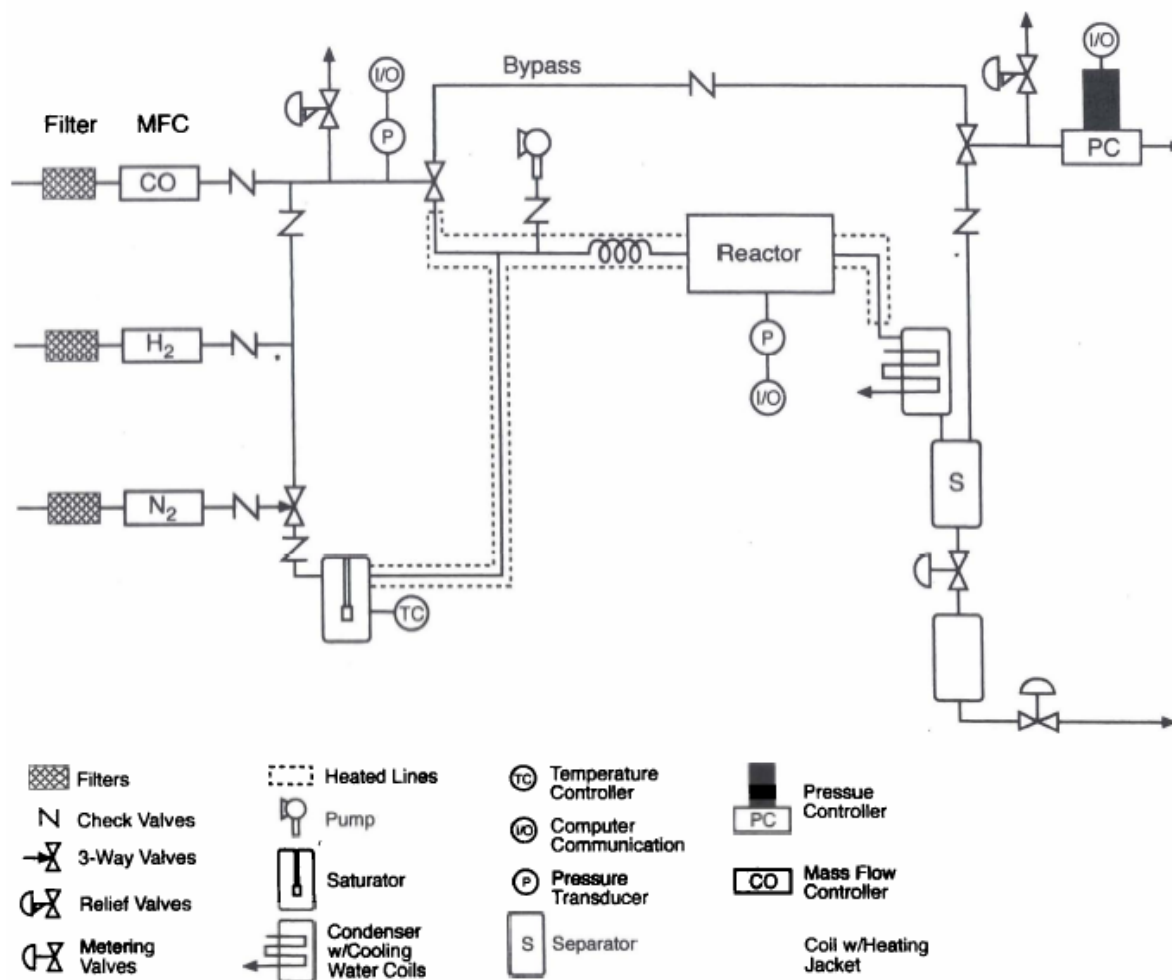 I/O
Bypass
I/O
Filter
MFC
P
PC
CO
Reactor
H2
P
I/O
S
N2
TC
Filters
Heated Lines
TC
Temperature
Controller
PC
Pressue
Controller
Check Valves
Pump
I/O
Computer
Communication
3-Way Valves
Saturator
P
Pressure
Transducer
CO
Mass Flow
Controller
Relief Valves
Metering
Valves
Condenser
w/Cooling
Water Coils
S
Separator
Coil w/Heating
Jacket